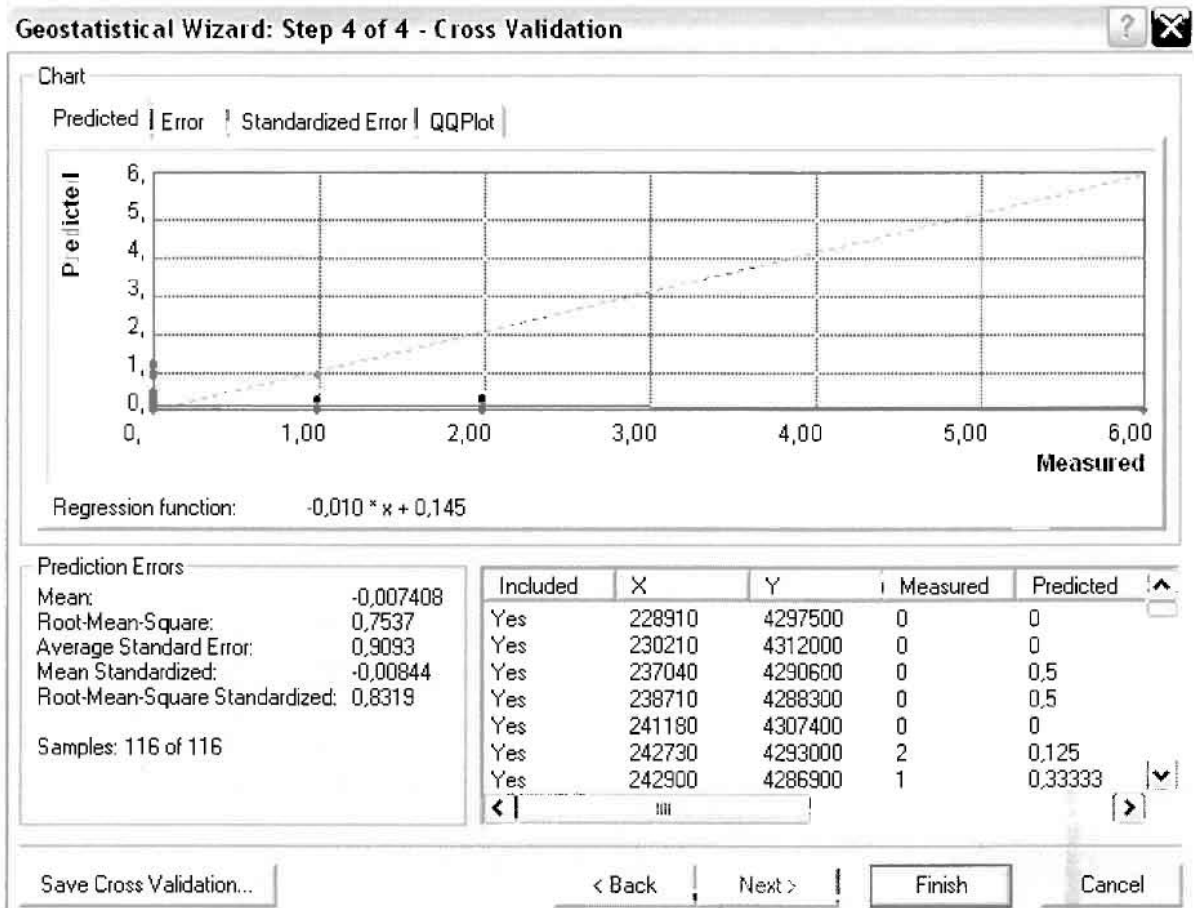 Geostatistical Wizard: Step 4 of 4 - Cross Validation
?
Chart
Predicted Error Standardized Error QQPlot
Predicted
6,
5,
4,
3,
2,
1,
0,
0, 1,00 2,00 3,00 4,00 5,00 6,00
Measured
Regression function: -0,010 * x + 0,145
Prediction Errors
Mean: -0,007408
Root-Mean-Square: 0,7537
Average Standard Error: 0,9093
Mean Standardized: -0,00844
Root-Mean-Square Standardized: 0,8319
Samples: 116 of 116
Included X Y Measured Predicted
Yes 228910 4297500 0 0
Yes 230210 4312000 0 0
Yes 237040 4290600 0 0,5
Yes 238710 4288300 0 0,5
Yes 241180 4307400 0 0
Yes 242730 4293000 2 0,125
Yes 242900 4286900 1 0,33333
Save Cross Validation... < Back Next > Finish Cancel